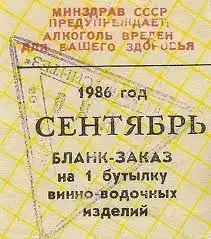 МИНЗДРАВ СССР
ПРЕДУПРЕЖДАЕТ:
АЛКОГОЛЬ ВРЕДЕН
ДЛЯ ВАШЕГО ЗДОРОВЬЯ
1986 год
СЕНТЯБРЬ
БЛАНК-ЗАКАЗ
на 1 бутылку
винно-водочных
изделий